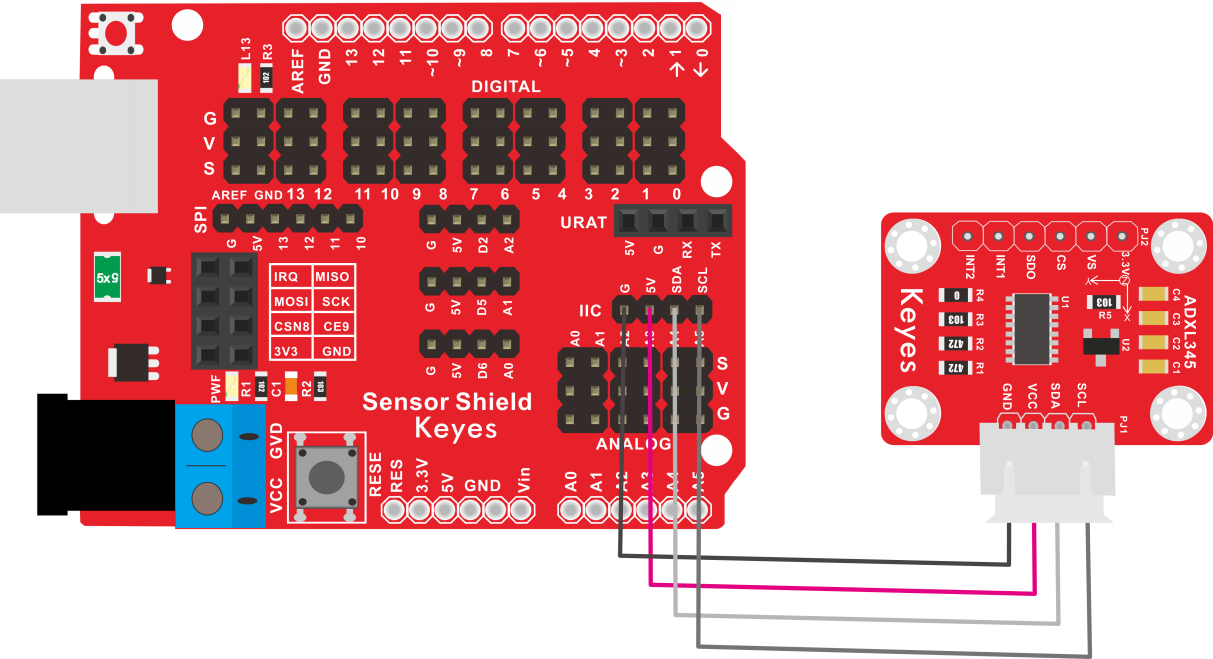 L13
R3
AREF
GND
13
12
11
~10
~9
8
7
~6
~5
4
~3
2
→1
←0
DIGITAL
G
V
S
AREF GND 13 12 11 10 9 8 7 6 5 4 3 2 1 0
SPI
G
5V
13
12
11
10
G
5V
D2
A2
URAT
5V
G
RX
TX
IRQ MISO
MOSI SCK
CSN8 CE9
3V3 GND
G
5V
D5
A1
IIC
G
5V
SDA
SCL
G
5V
D6
A0
A0
A1
A2
A3
A4
A5
S
V
G
ANALOG
PWF
R1
102
C1
R2
103
102
5x9
Sensor Shield
Keyes
GVD
VCC
RESE
RES
3.3V
5V
GND
Vin
A0
A1
A2
A3
A4
A5
INT2
INT1
SDO
CS
VS
3.3V
PJ2
Keyes
0
R4
103
R3
472
R2
472
R1
U1
103
R5
X
X
U2
C4
C3
C2
C1
ADXL345
GND
VCC
SDA
SCL
PJ1